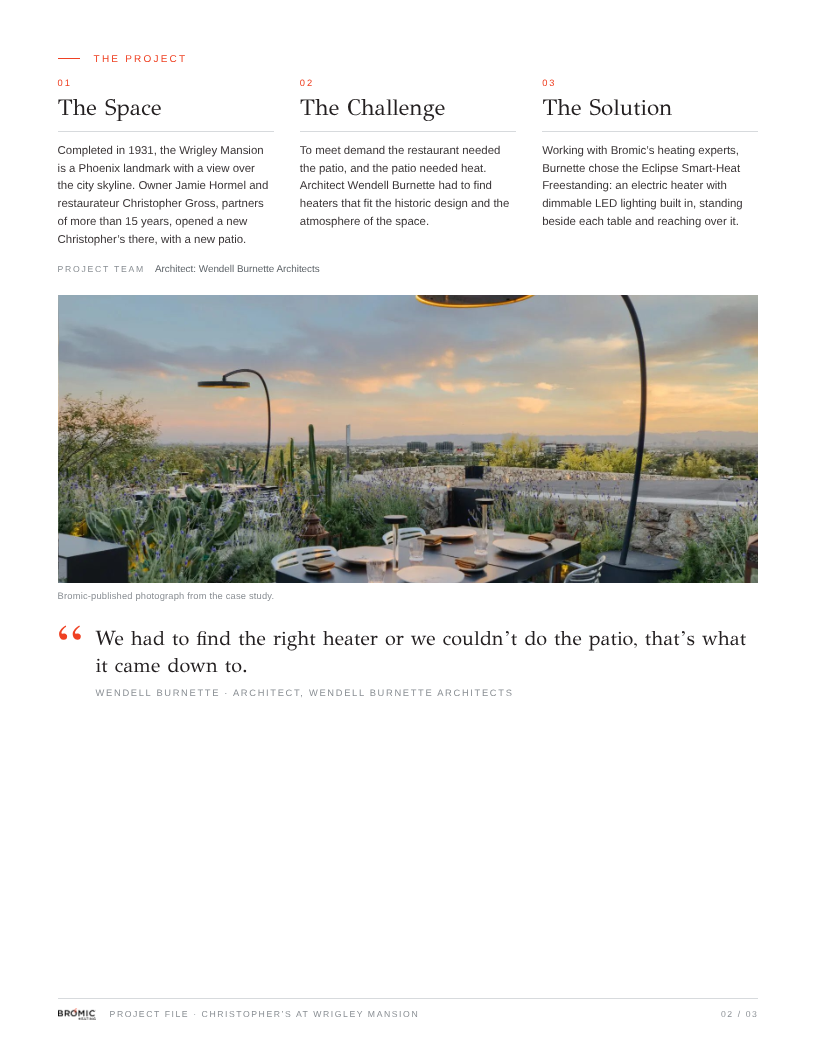 THE PROJECT
01
The Space
Completed in 1931, the Wrigley Mansion
is a Phoenix landmark with a view over
the city skyline. Owner Jamie Hormel and
restaurateur Christopher Gross, partners
of more than 15 years, opened a new
Christopher's there, with a new patio.
02
The Challenge
To meet demand the restaurant needed
the patio, and the patio needed heat.
Architect Wendell Burnette had to find
heaters that fit the historic design and the
atmosphere of the space.
03
The Solution
Working with Bromic's heating experts,
Burnette chose the Eclipse Smart-Heat
Freestanding: an electric heater with
dimmable LED lighting built in, standing
beside each table and reaching over it.
PROJECT TEAM Architect: Wendell Burnette Architects
Bromic-published photograph from the case study.
“ We had to find the right heater or we couldn't do the patio, that's what
it came down to.
WENDELL BURNETTE · ARCHITECT, WENDELL BURNETTE ARCHITECTS
BROMIC HEATING PROJECT FILE · CHRISTOPHER'S AT WRIGLEY MANSION 02 / 03